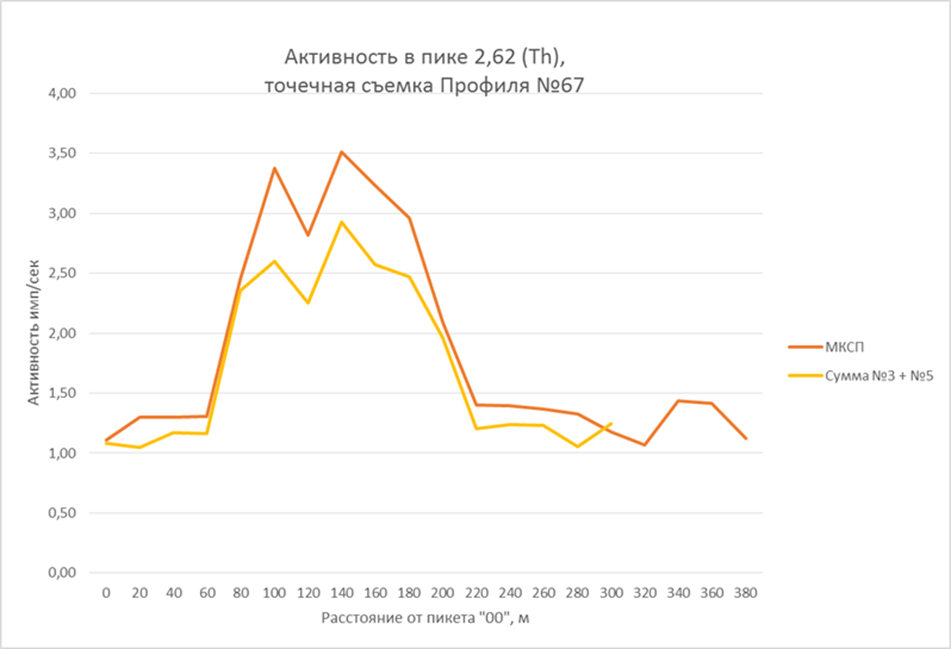 Активность в пике 2,62 (Th),
точечная съемка Профиля №67
4,00
3,50
3,00
2,50
2,00
1,50
1,00
0,50
0,00
Активность имп/сек
0 20 40 60 80 100 120 140 160 180 200 220 240 260 280 300 320 340 360 380
Расстояние от пикета "00", м
МКСП
Сумма №3 + №5